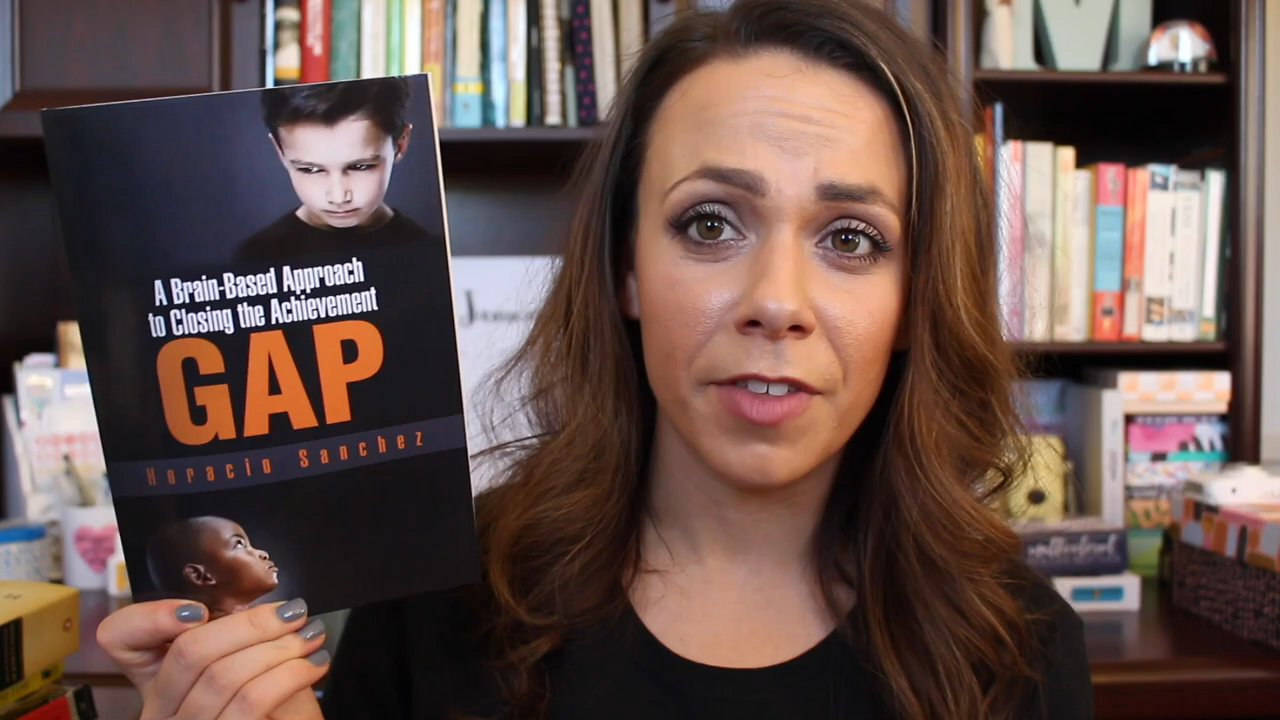 A Brain-Based Approach
to Closing the Achievement
GAP
Horacio Sanchez